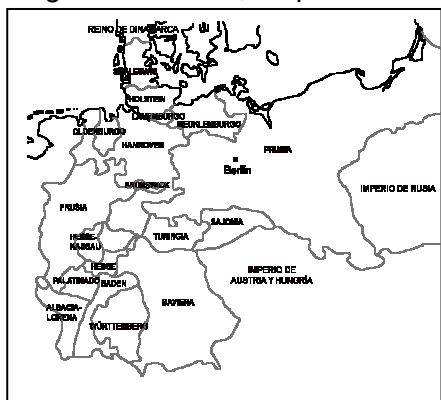 REINO DE DINAMARCA
SCHLESWIG
HOLSTEIN
LAUENBURGO
MECKLEMBURGO
OLDENBURGO
HANNOVER
PRUSIA
Berlin
BRUNSWICK
IMPERIO DE RUSIA
PRUSIA
SAJONIA
HESSE-
NASSAU
TURINGIA
HESSE
PALATINADO
BADEN
IMPERIO DE
AUSTRIA Y HUNGRÍA
ALSACIA-
LORENA
BAVIERA
WÜRTTEMBERG